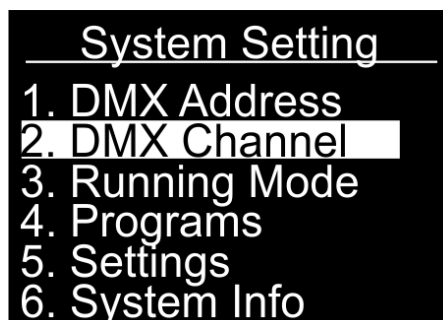 System Setting
1. DMX Address
2. DMX Channel
3. Running Mode
4. Programs
5. Settings
6. System Info